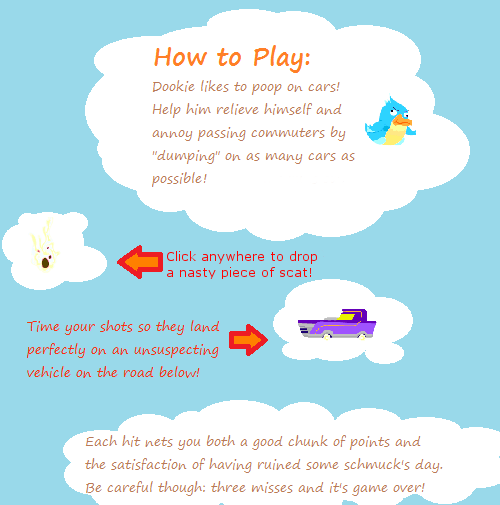 How to Play:
Dookie likes to poop on cars!
Help him relieve himself and
annoy passing commuters by
"dumping" on as many cars as
possible!
Click anywhere to drop
a nasty piece of scat!
Time your shots so they land
perfectly on an unsuspecting
vehicle on the road below!
Each hit nets you both a good chunk of points and
the satisfaction of having ruined some schmuck's day.
Be careful though: three misses and it's game over!